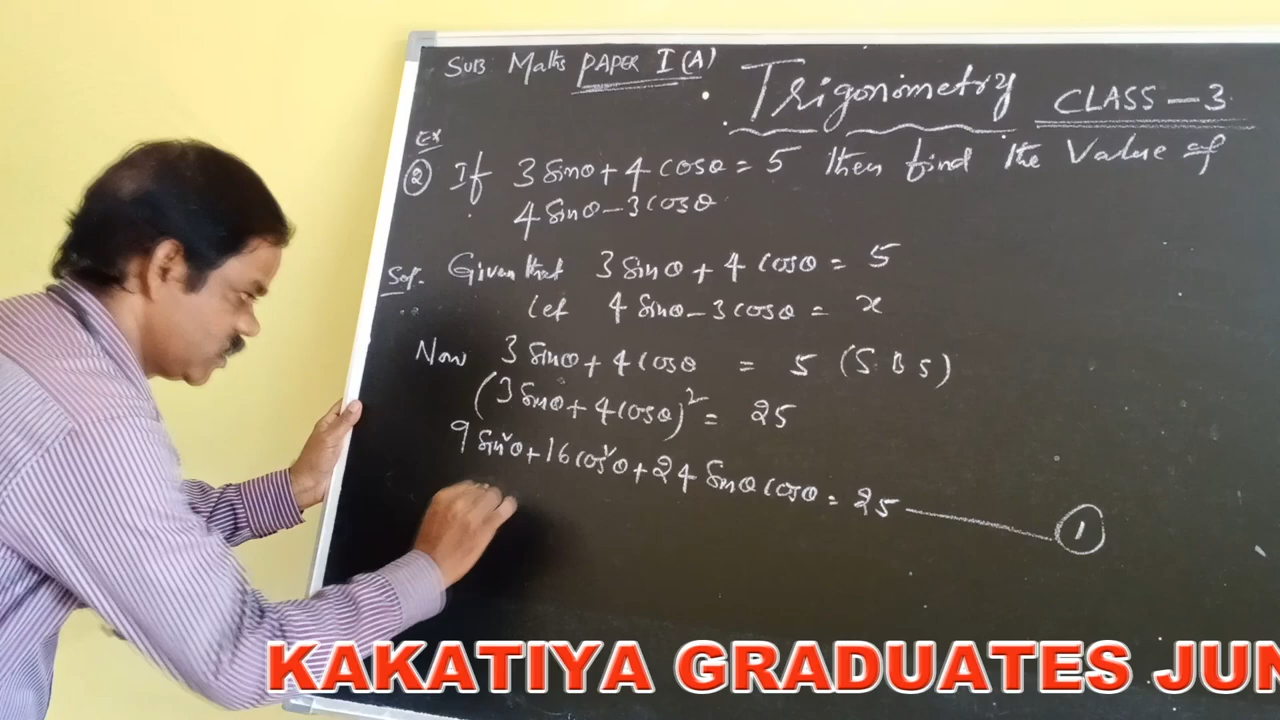 Sub Maths PAPER I (A)
Trigonometry CLASS - 3
Ex
② If 3 sinθ + 4 cosθ = 5 then find the Value of
4 sinθ - 3 cosθ
Sol. Given that 3 sinθ + 4 cosθ = 5
Let 4 sinθ - 3 cosθ = x
Now 3 sinθ + 4 cosθ = 5 (S.B.S)
(3 sinθ + 4 cosθ)² = 25
9 sin²θ + 16 cos²θ + 24 sinθ cosθ = 25 — ①
KAKATIYA GRADUATES JUN